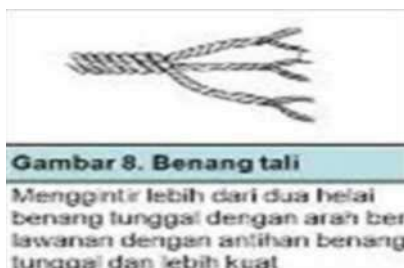 Gambar 8. Benang tali
Menggintir lebih dari dua helai
benang tunggal dengan arah ber
lawanan dengan antihan benang
tunggal dan lebih kuat